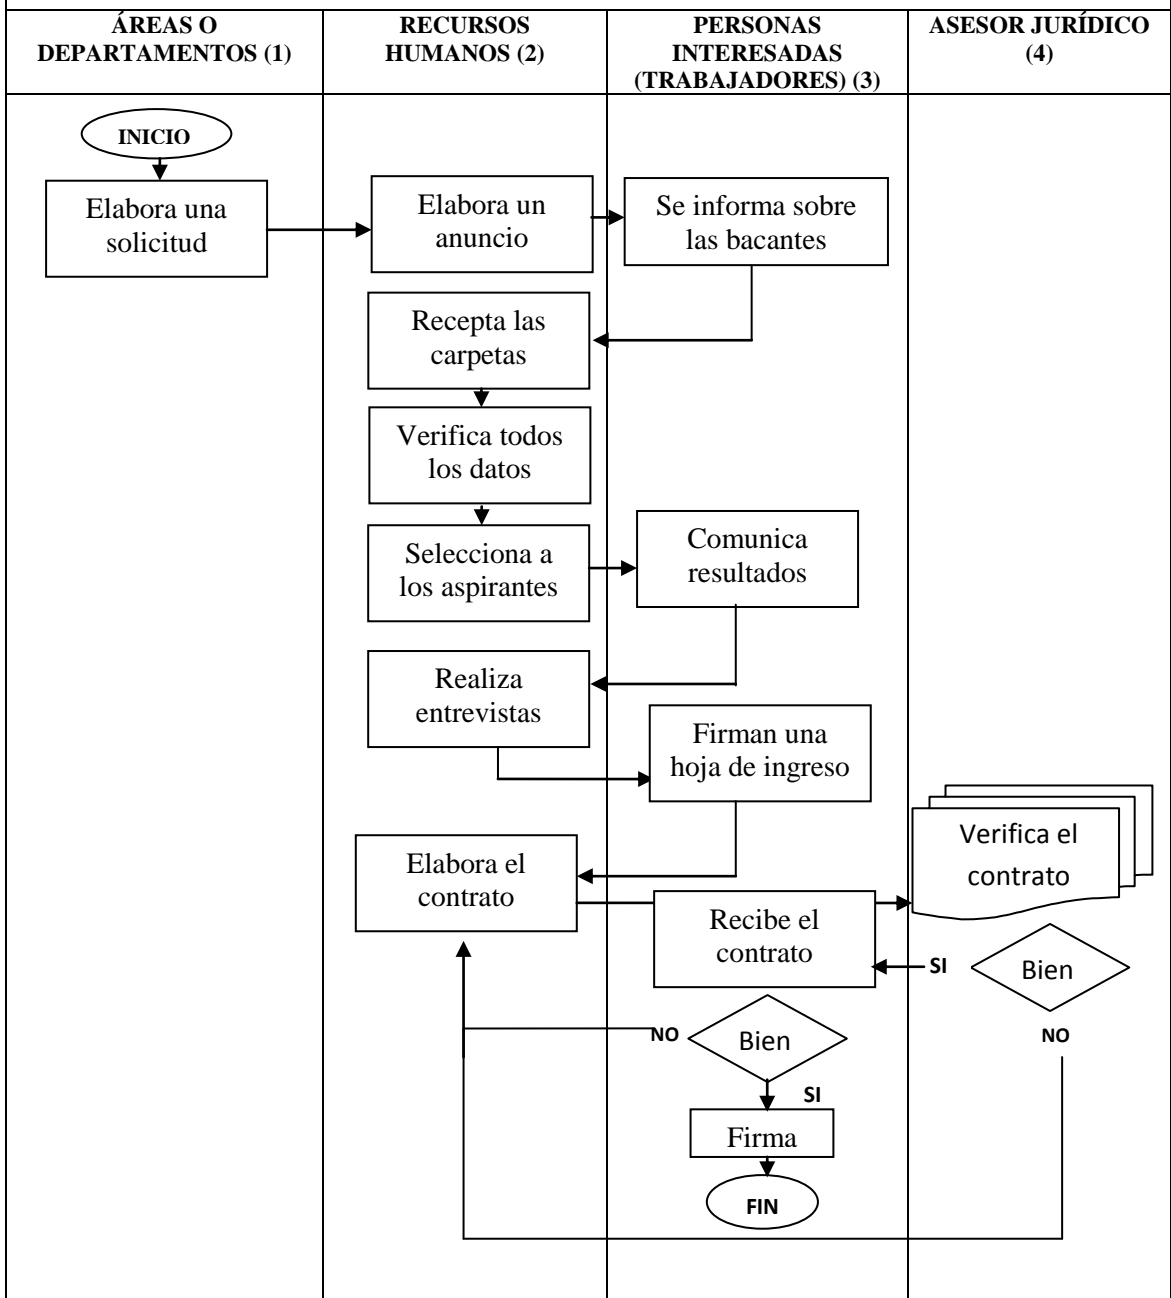 ÁREAS O
DEPARTAMENTOS (1)
RECURSOS
HUMANOS (2)
PERSONAS
INTERESADAS
(TRABAJADORES) (3)
ASESOR JURÍDICO
(4)
INICIO
Elabora una
solicitud
Elabora un
anuncio
Se informa sobre
las bacantes
Recepta las
carpetas
Verifica todos
los datos
Selecciona a
los aspirantes
Comunica
resultados
Realiza
entrevistas
Firman una
hoja de ingreso
Elabora el
contrato
Verifica el
contrato
Recibe el
contrato
SI
Bien
NO
Bien
NO
SI
Firma
FIN